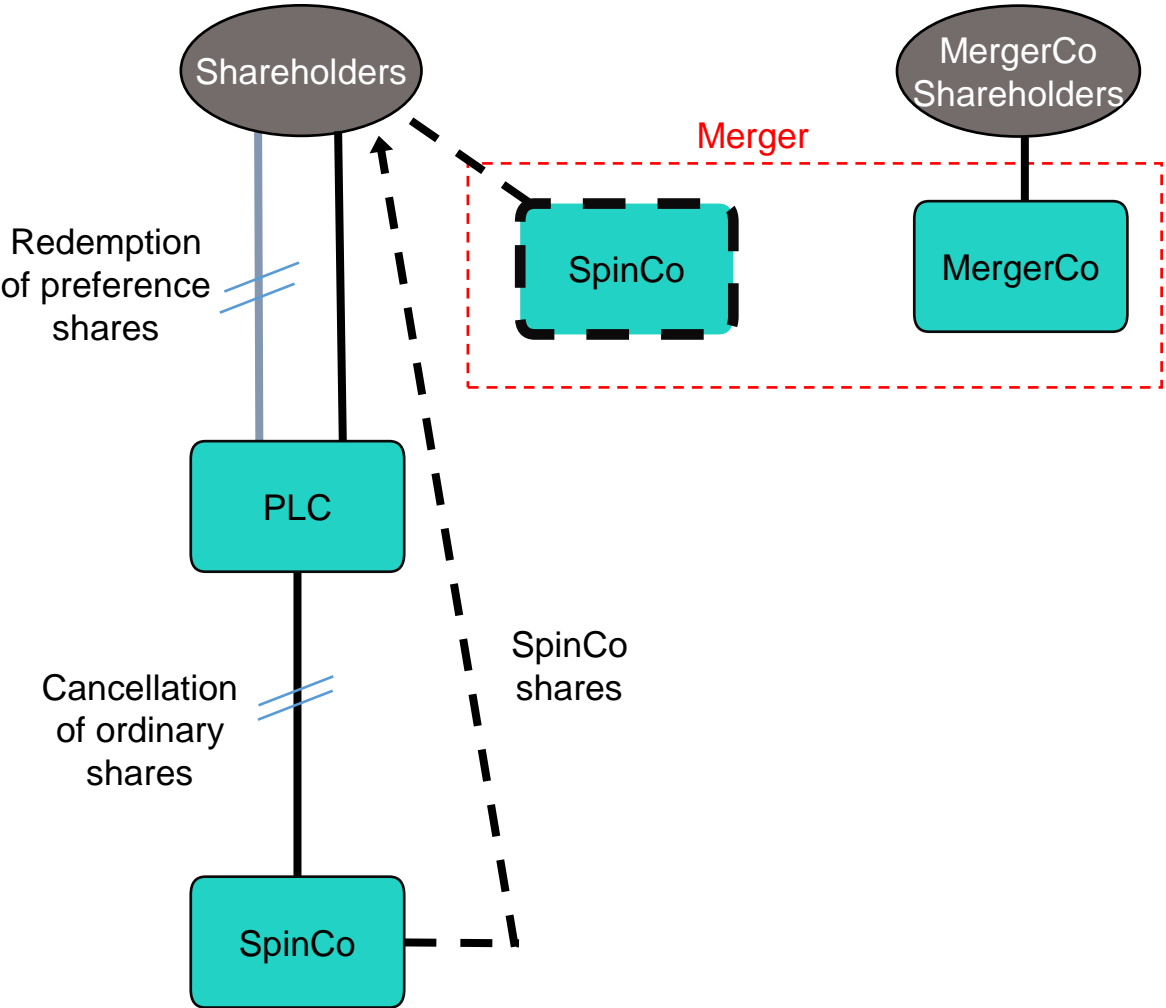 Shareholders
MergerCo
Shareholders
Merger
SpinCo
MergerCo
Redemption
of preference
shares
PLC
SpinCo
shares
Cancellation
of ordinary
shares
SpinCo